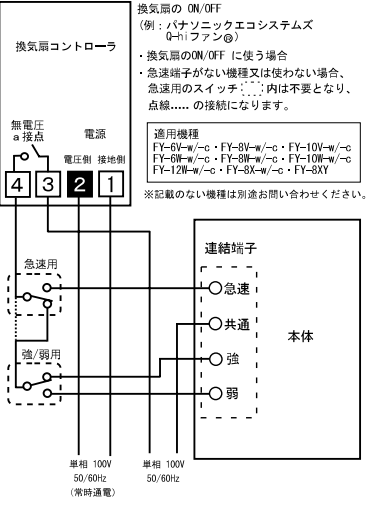 換気扇の ON/OFF
(例：パナソニックエコシステムズ
Q-hiファン®)
・換気扇のON/OFF に使う場合
・急速端子がない機種又は使わない場合、
急速用のスイッチ 内は不要となり、
点線..... の接続になります。
適用機種
FY-6V-w/-c・FY-8V-w/-c・FY-10V-w/-c
FY-6W-w/-c・FY-8W-w/-c・FY-10W-w/-c
FY-12W-w/-c・FY-8X-w/-c・FY-8XY
※記載のない機種は別途お問い合わせください。
換気扇コントローラ
無電圧
a 接点
電源
電圧側 接地側
4 3 2 1
急速用
強/弱用
連結端子
急速
共通
強
弱
本体
単相 100V
50/60Hz
(常時通電)
単相 100V
50/60Hz